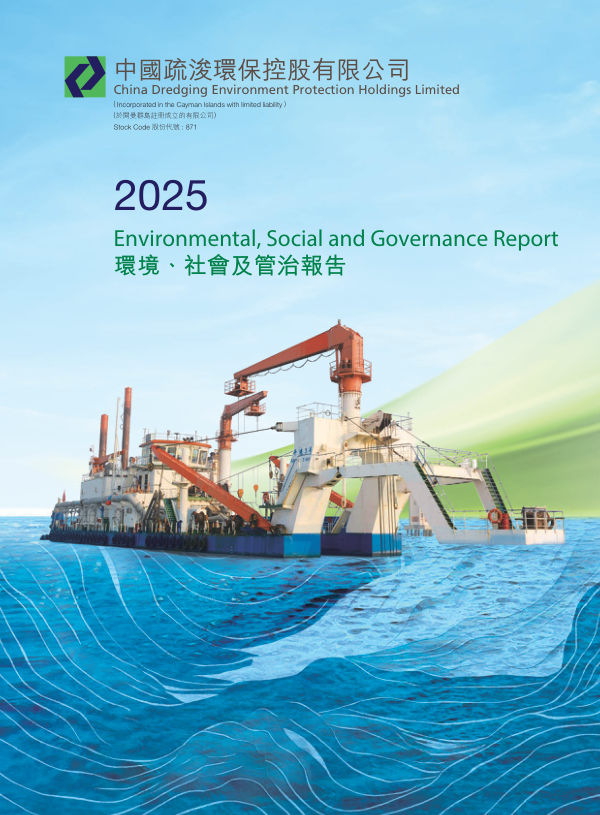 中國疏浚環保控股有限公司
China Dredging Environment Protection Holdings Limited
( Incorporated in the Cayman Islands with limited liability )
(於開曼群島註冊成立的有限公司)
Stock Code 股份代號 : 871
2025
Environmental, Social and Governance Report
環境、社會及管治報告